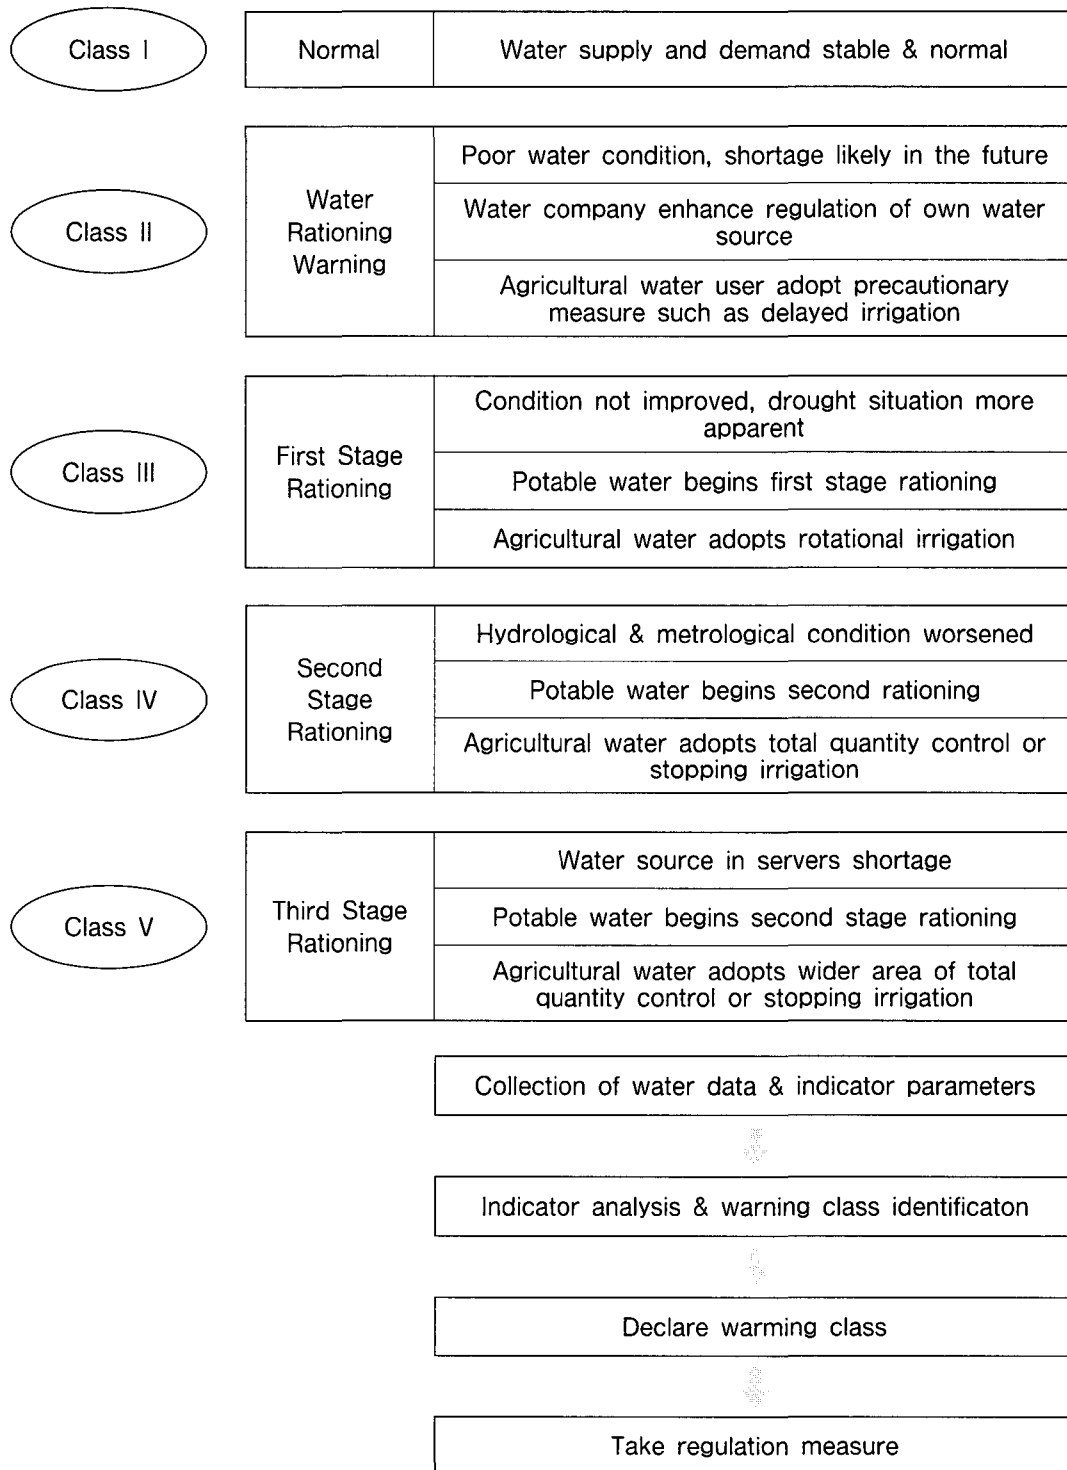 Class I
Normal
Water supply and demand stable & normal
Class II
Water
Rationing
Warning
Poor water condition, shortage likely in the future
Water company enhance regulation of own water
source
Agricultural water user adopt precautionary
measure such as delayed irrigation
Class III
First Stage
Rationing
Condition not improved, drought situation more
apparent
Potable water begins first stage rationing
Agricultural water adopts rotational irrigation
Class IV
Second
Stage
Rationing
Hydrological & metrological condition worsened
Potable water begins second rationing
Agricultural water adopts total quantity control or
stopping irrigation
Class V
Third Stage
Rationing
Water source in servers shortage
Potable water begins second stage rationing
Agricultural water adopts wider area of total
quantity control or stopping irrigation
Collection of water data & indicator parameters
Indicator analysis & warning class identificaton
Declare warming class
Take regulation measure